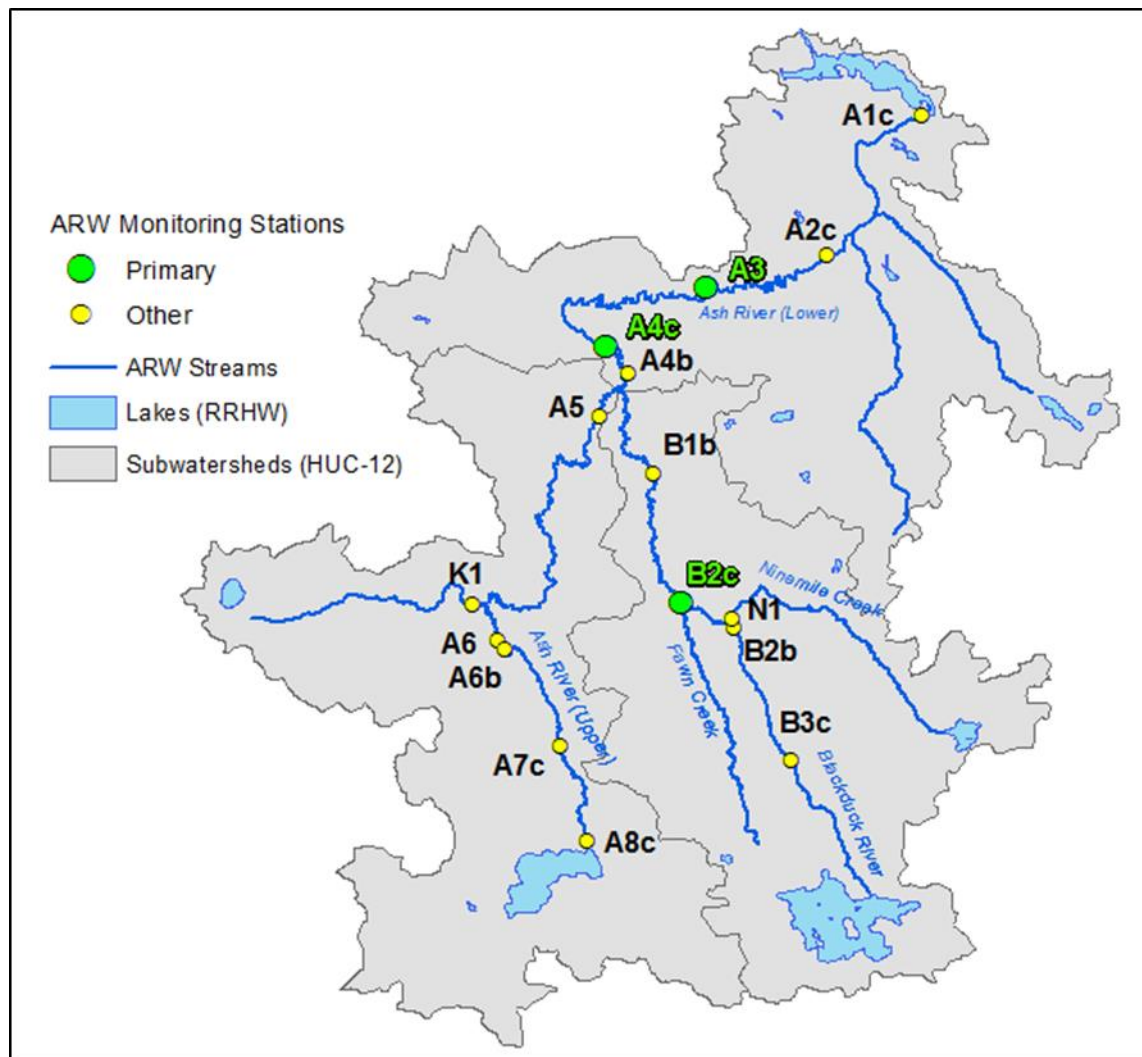 A1c
ARW Monitoring Stations
Primary
Other
ARW Streams
Lakes (RRHW)
Subwatersheds (HUC-12)
A2c
A3
Ash River (Lower)
A4c
A4b
A5
B1b
K1
B2c
Ninemile Creek
N1
B2b
A6
A6b
Ash River (Upper)
Fawn Creek
A7c
B3c
Blackduck River
A8c